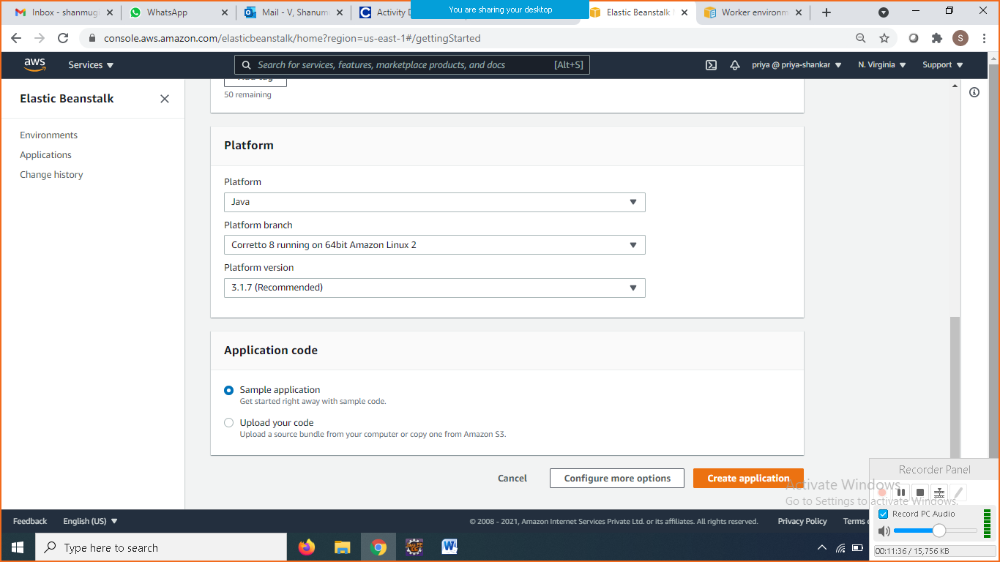 Inbox - shanmugi
WhatsApp
Mail - V, Shanum
Activity D
You are sharing your desktop
Elastic Beanstalk
Worker environm
console.aws.amazon.com/elasticbeanstalk/home?region=us-east-1#/gettingStarted
S
aws
Services
Search for services, features, marketplace products, and docs
[Alt+S]
priya @ priya-shankar
N. Virginia
Support
Elastic Beanstalk
Environments
Applications
Change history
50 remaining
Platform
Platform
Java
Platform branch
Corretto 8 running on 64bit Amazon Linux 2
Platform version
3.1.7 (Recommended)
Application code
Sample application
Get started right away with sample code.
Upload your code
Upload a source bundle from your computer or copy one from Amazon S3.
Cancel
Configure more options
Create application
Activate Windows
Go to Settings to activate Windows.
Recorder Panel
Record PC Audio
00:11:36 / 15,756 KB
Feedback
English (US)
© 2008 - 2021, Amazon Internet Services Private Ltd. or its affiliates. All rights reserved.
Privacy Policy
Terms
Type here to search